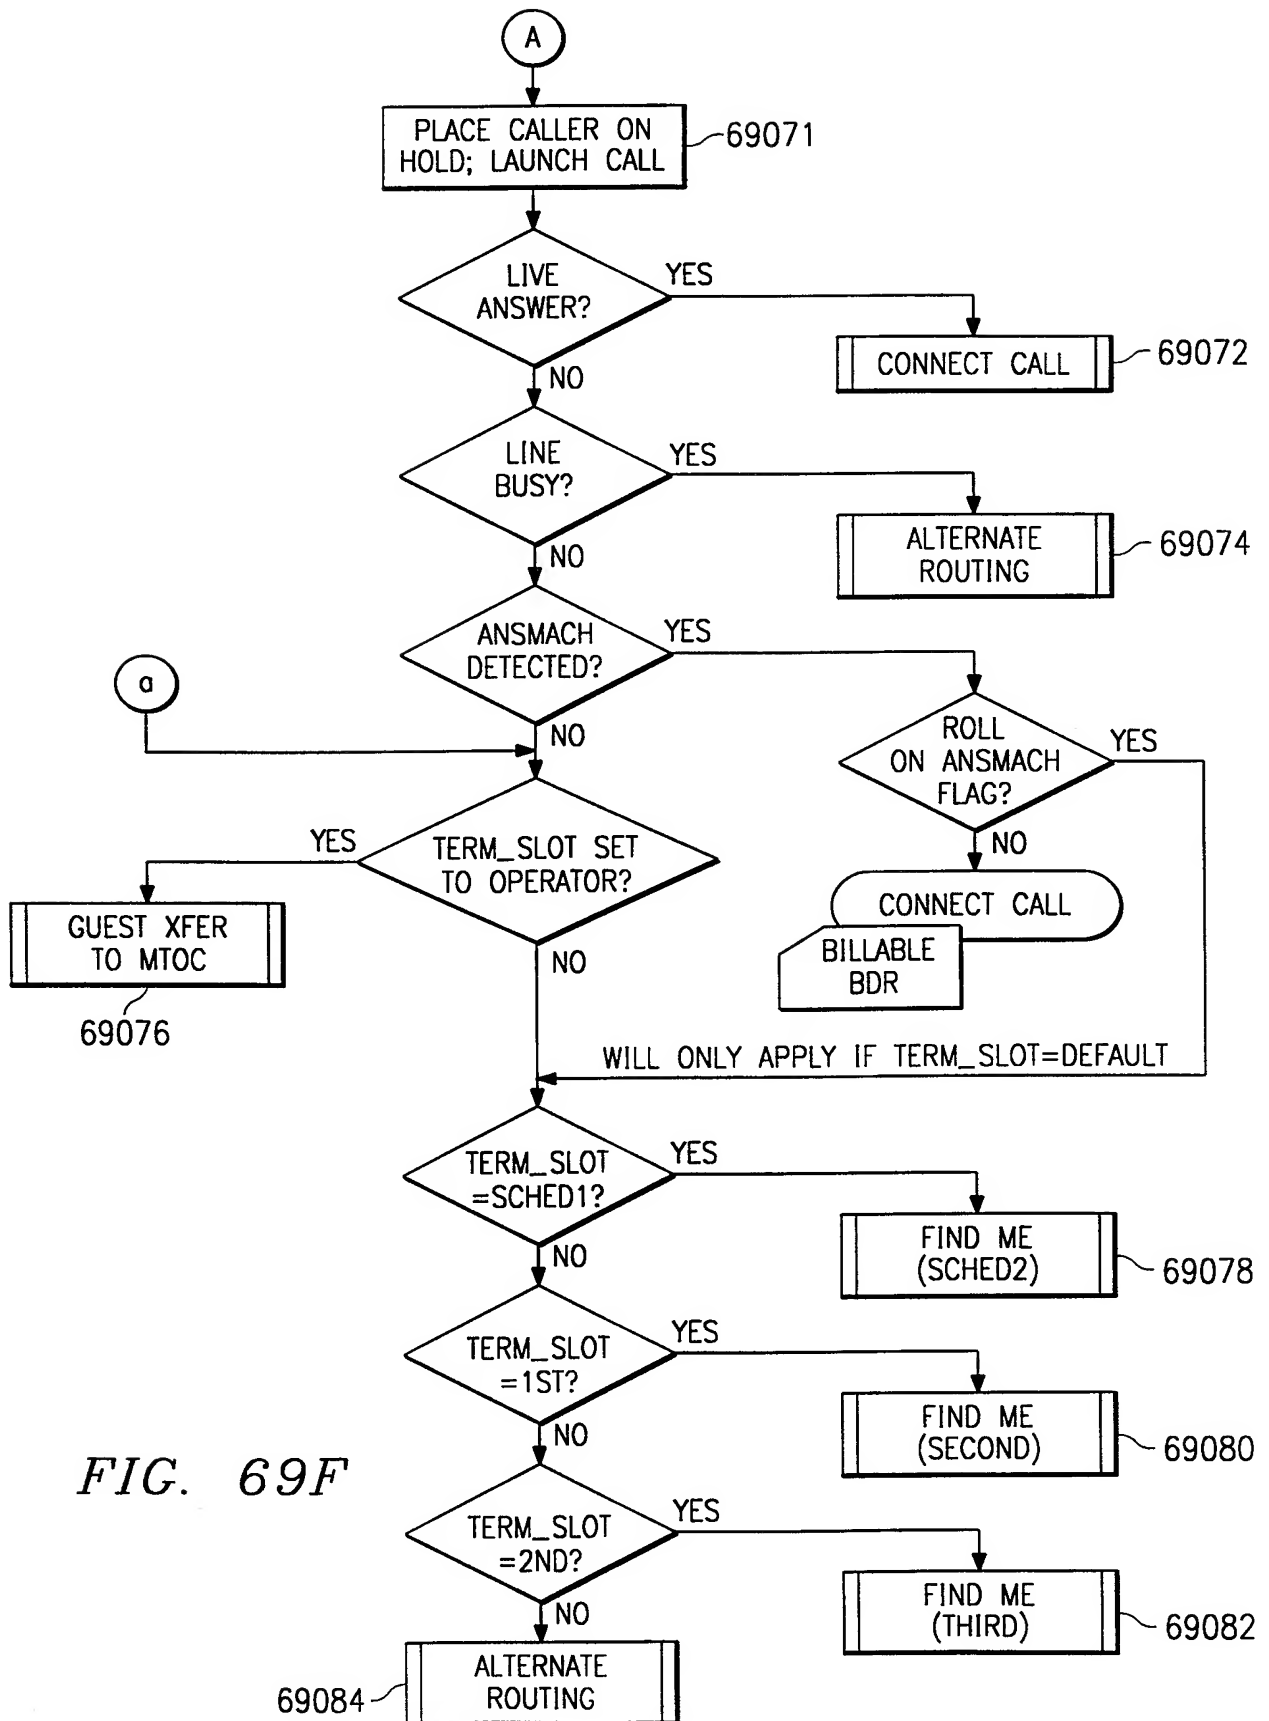 A
PLACE CALLER ON
HOLD; LAUNCH CALL
69071
LIVE
ANSWER?
YES
CONNECT CALL
69072
NO
LINE
BUSY?
YES
ALTERNATE
ROUTING
69074
NO
ANSMACH
DETECTED?
YES
a
NO
ROLL
ON ANSMACH
FLAG?
YES
NO
CONNECT CALL
BILLABLE
BDR
TERM_SLOT SET
TO OPERATOR?
YES
GUEST XFER
TO MTOC
69076
NO
WILL ONLY APPLY IF TERM_SLOT=DEFAULT
TERM_SLOT
=SCHED1?
YES
FIND ME
(SCHED2)
69078
NO
TERM_SLOT
=1ST?
YES
FIND ME
(SECOND)
69080
NO
FIG. 69F
TERM_SLOT
=2ND?
YES
FIND ME
(THIRD)
69082
NO
ALTERNATE
ROUTING
69084